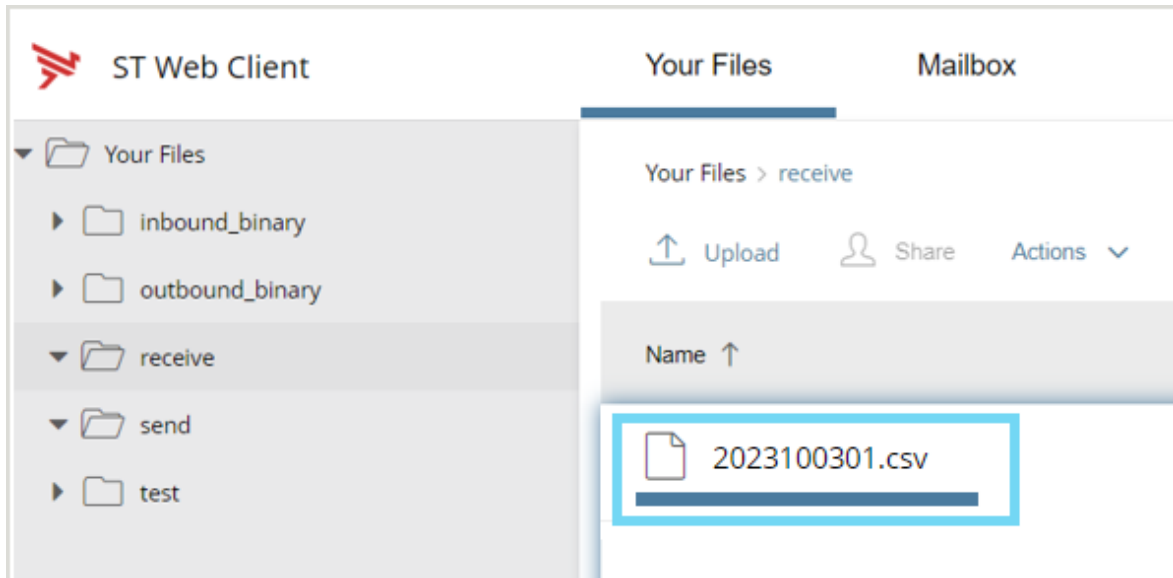 ST Web Client
Your Files
Mailbox
Your Files
inbound_binary
outbound_binary
receive
send
test
Your Files > receive
Upload
Share
Actions
Name ↑
2023100301.csv